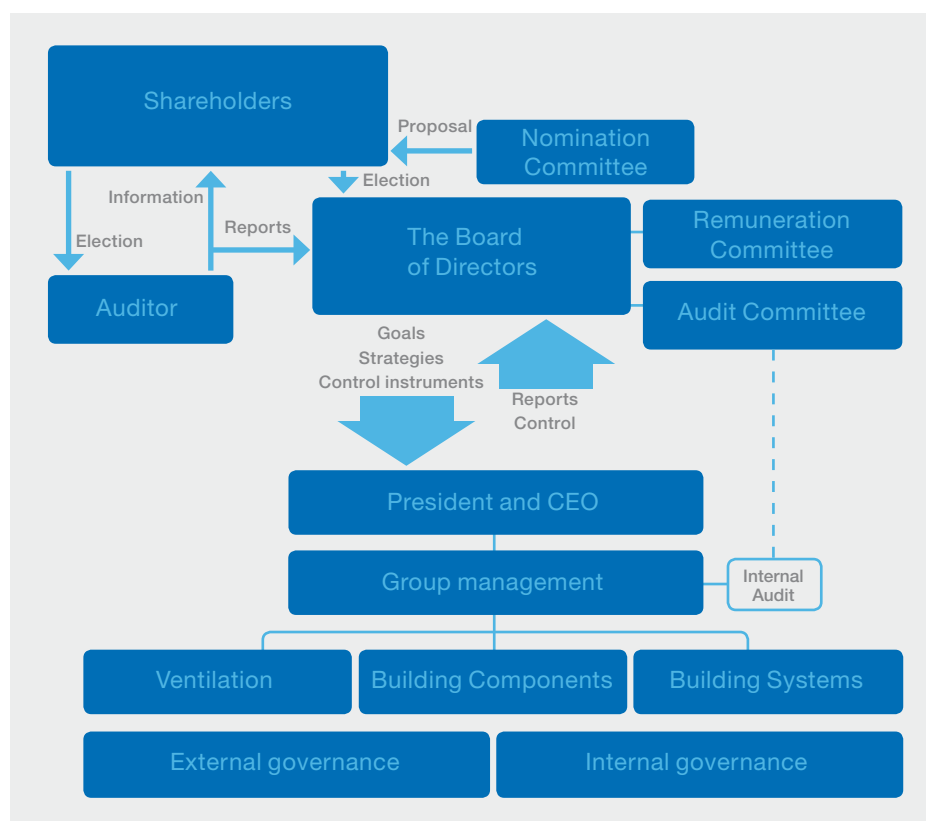 Shareholders
Proposal
Nomination
Committee
Information
Election
Election
Reports
The Board
of Directors
Remuneration
Committee
Auditor
Audit Committee
Goals
Strategies
Control instruments
Reports
Control
President and CEO
Group management
Internal
Audit
Ventilation
Building Components
Building Systems
External governance
Internal governance